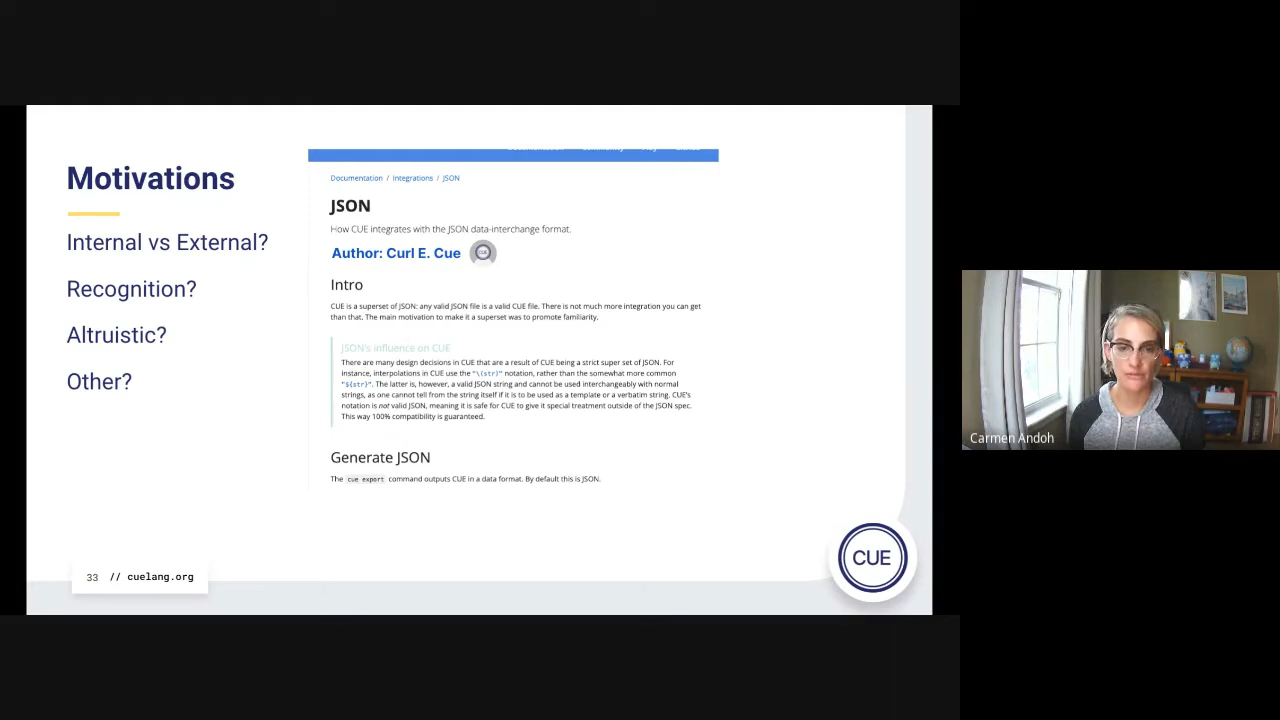 Motivations
Internal vs External?
Recognition?
Altruistic?
Other?
Documentation / Integrations / JSON
JSON
How CUE integrates with the JSON data-interchange format.
Author: Curl E. Cue
CUE
Intro
CUE is a superset of JSON: any valid JSON file is a valid CUE file. There is not much more integration you can get
than that. The main motivation to make it a superset was to promote familiarity.
JSON's influence on CUE
There are many design decisions in CUE that are a result of CUE being a strict super set of JSON. For
instance, interpolations in CUE use the "\(str)" notation, rather than the somewhat more common
"${str}". The latter is, however, a valid JSON string and cannot be used interchangeably with normal
strings, as one cannot tell from the string itself if it is to be used as a template or a verbatim string. CUE's
notation is not valid JSON, meaning it is safe for CUE to give it special treatment outside of the JSON spec.
This way 100% compatibility is guaranteed.
Generate JSON
The cue export command outputs CUE in a data format. By default this is JSON.
33 // cuelang.org
CUE
Carmen Andoh